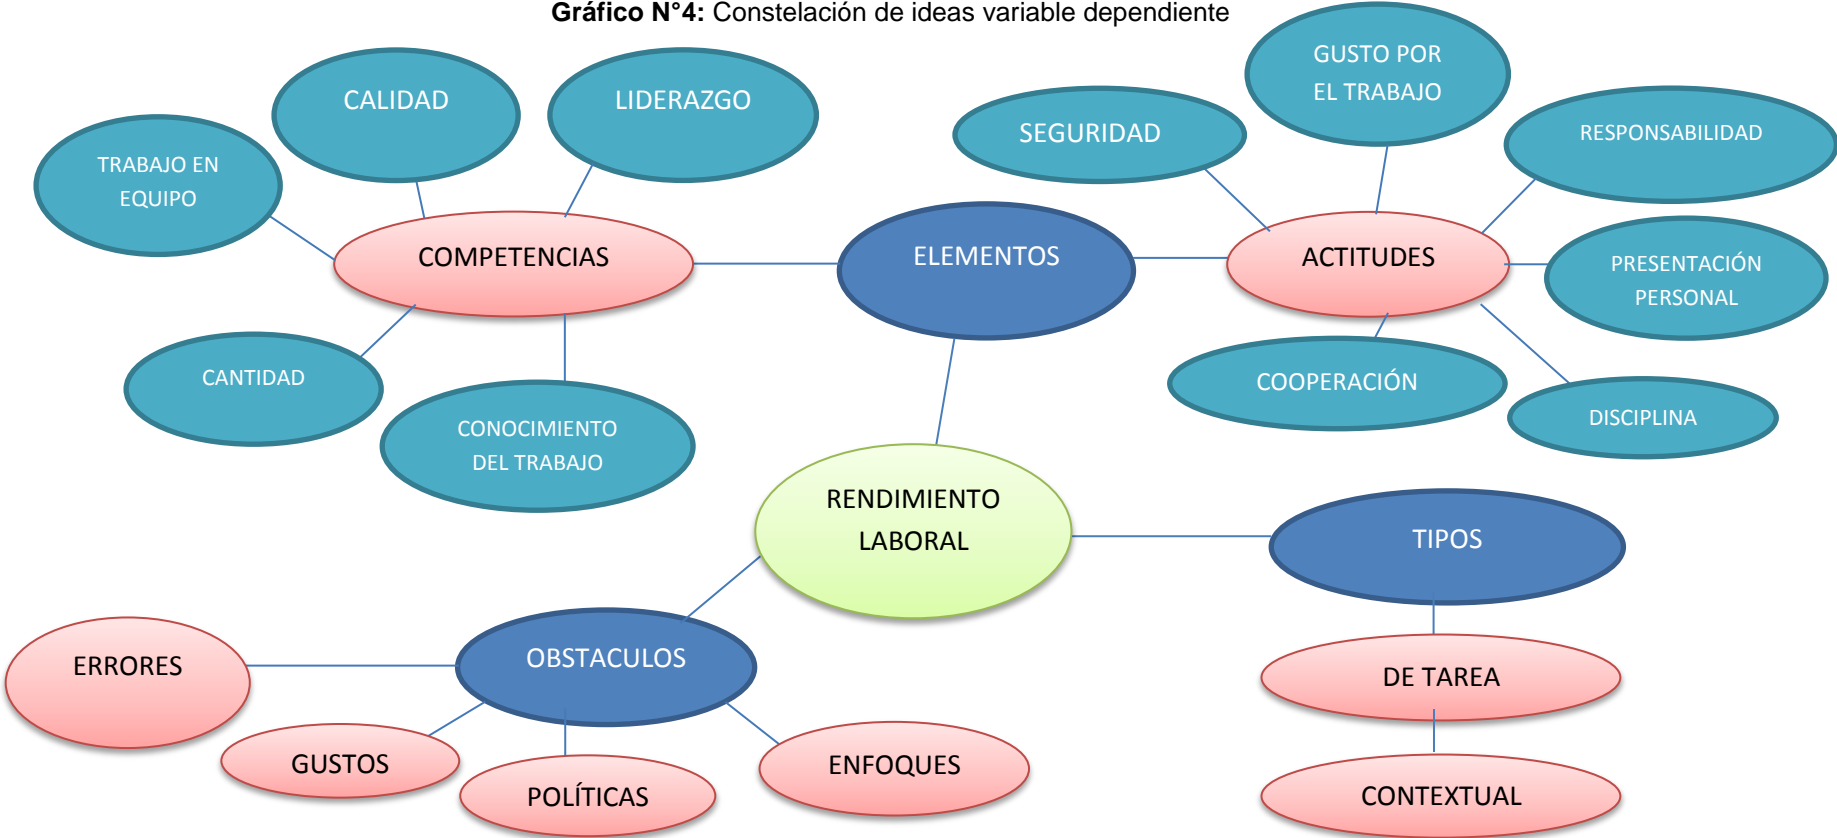 Gráfico N°4: Constelación de ideas variable dependiente
CALIDAD
LIDERAZGO
TRABAJO EN
EQUIPO
COMPETENCIAS
CANTIDAD
CONOCIMIENTO
DEL TRABAJO
ELEMENTOS
GUSTO POR
EL TRABAJO
SEGURIDAD
RESPONSABILIDAD
ACTITUDES
PRESENTACIÓN
PERSONAL
COOPERACIÓN
DISCIPLINA
RENDIMIENTO
LABORAL
TIPOS
DE TAREA
CONTEXTUAL
OBSTACULOS
ERRORES
GUSTOS
POLÍTICAS
ENFOQUES